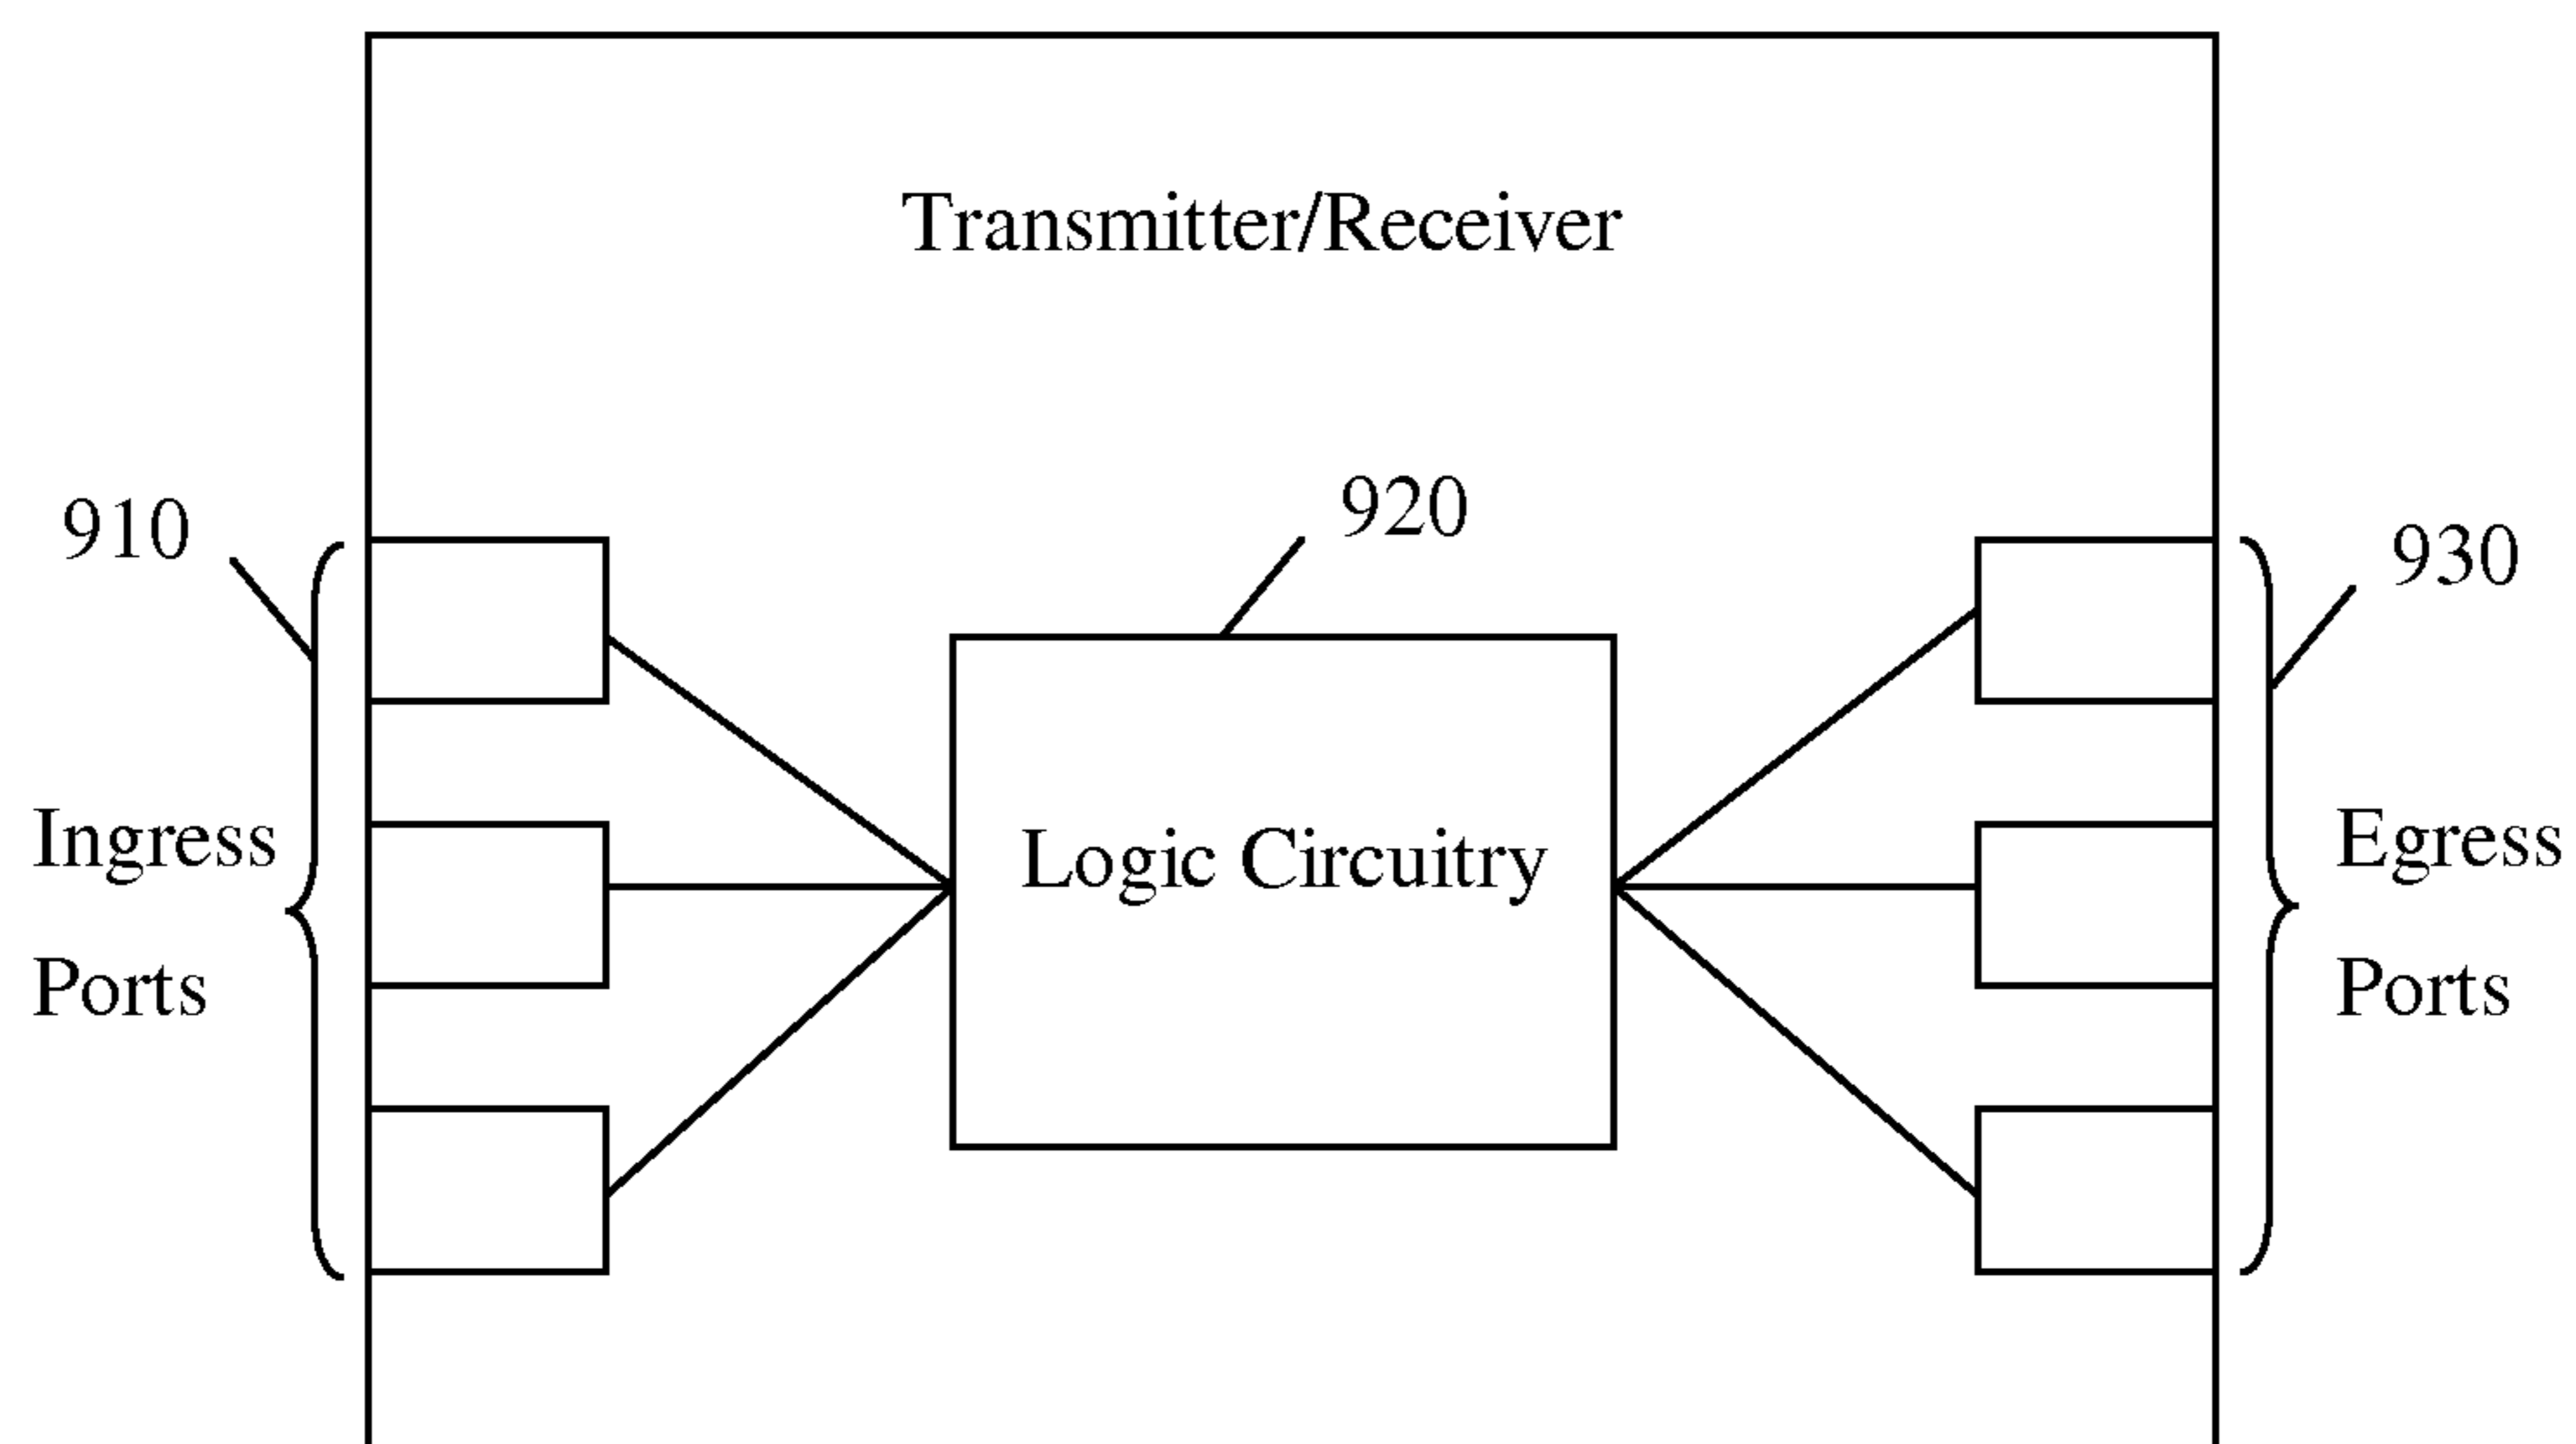 Transmitter/Receiver
910
920
930
Ingress
Ports
Logic Circuitry
Egress
Ports